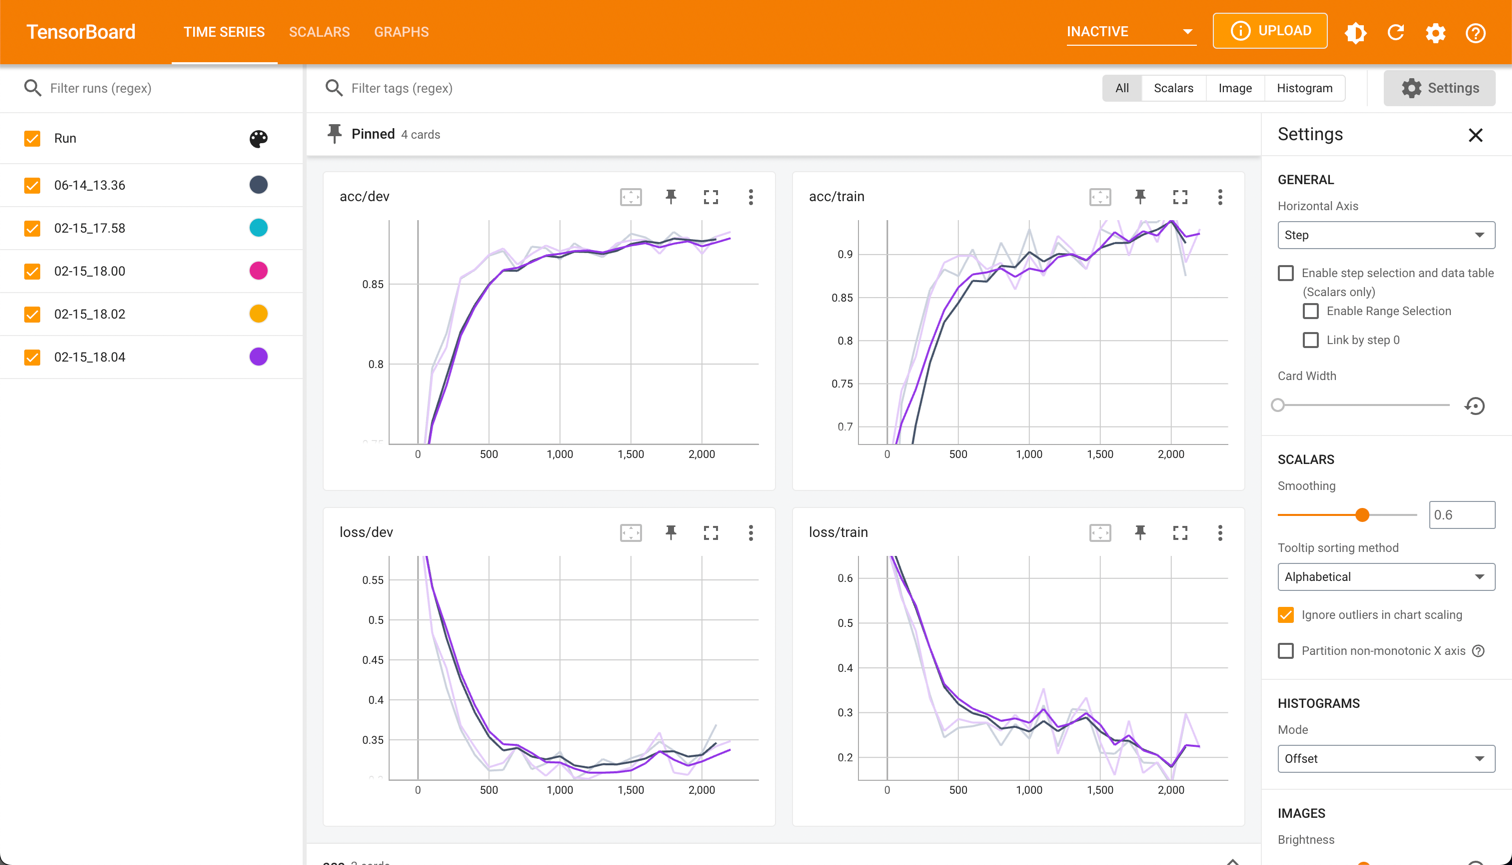 TensorBoard TIME SERIES SCALARS GRAPHS INACTIVE UPLOAD
Filter runs (regex)
Run
06-14_13.36
02-15_17.58
02-15_18.00
02-15_18.02
02-15_18.04
Filter tags (regex) All Scalars Image Histogram Settings
Pinned 4 cards
acc/dev
0.85
0.8
0 500 1,000 1,500 2,000
acc/train
0.9
0.85
0.8
0.75
0.7
0 500 1,000 1,500 2,000
loss/dev
0.55
0.5
0.45
0.4
0.35
0 500 1,000 1,500 2,000
loss/train
0.6
0.5
0.4
0.3
0.2
0 500 1,000 1,500 2,000
Settings
GENERAL
Horizontal Axis
Step
Enable step selection and data table
(Scalars only)
Enable Range Selection
Link by step 0
Card Width
SCALARS
Smoothing
0.6
Tooltip sorting method
Alphabetical
Ignore outliers in chart scaling
Partition non-monotonic X axis
HISTOGRAMS
Mode
Offset
IMAGES
Brightness